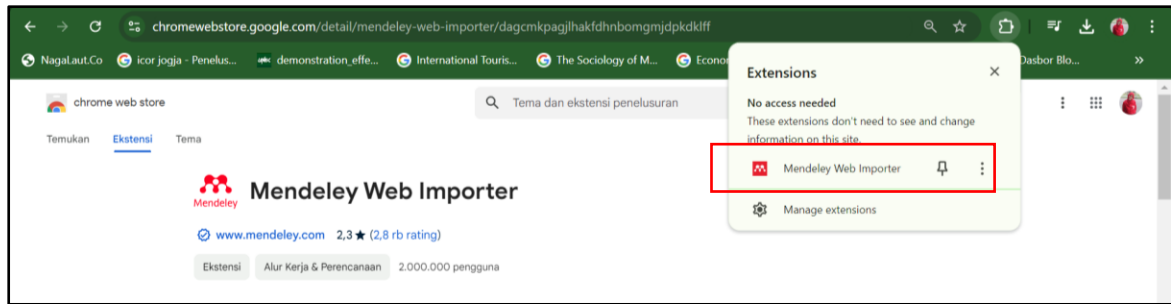 chromewebstore.google.com/detail/mendeley-web-importer/dagcmkpagjlhakfdhnbomgmjdpkdklff
NagaLaut.Co icor jogja - Penelus... demonstration_effe... International Touris... The Sociology of M... Econor Dasbor Blo... »
chrome web store
Tema dan ekstensi penelusuran
Temukan Ekstensi Tema
Extensions
No access needed
These extensions don't need to see and change
information on this site.
Mendeley Web Importer
Manage extensions
Mendeley
Mendeley Web Importer
www.mendeley.com 2,3 ★ (2,8 rb rating)
Ekstensi Alur Kerja & Perencanaan 2.000.000 pengguna